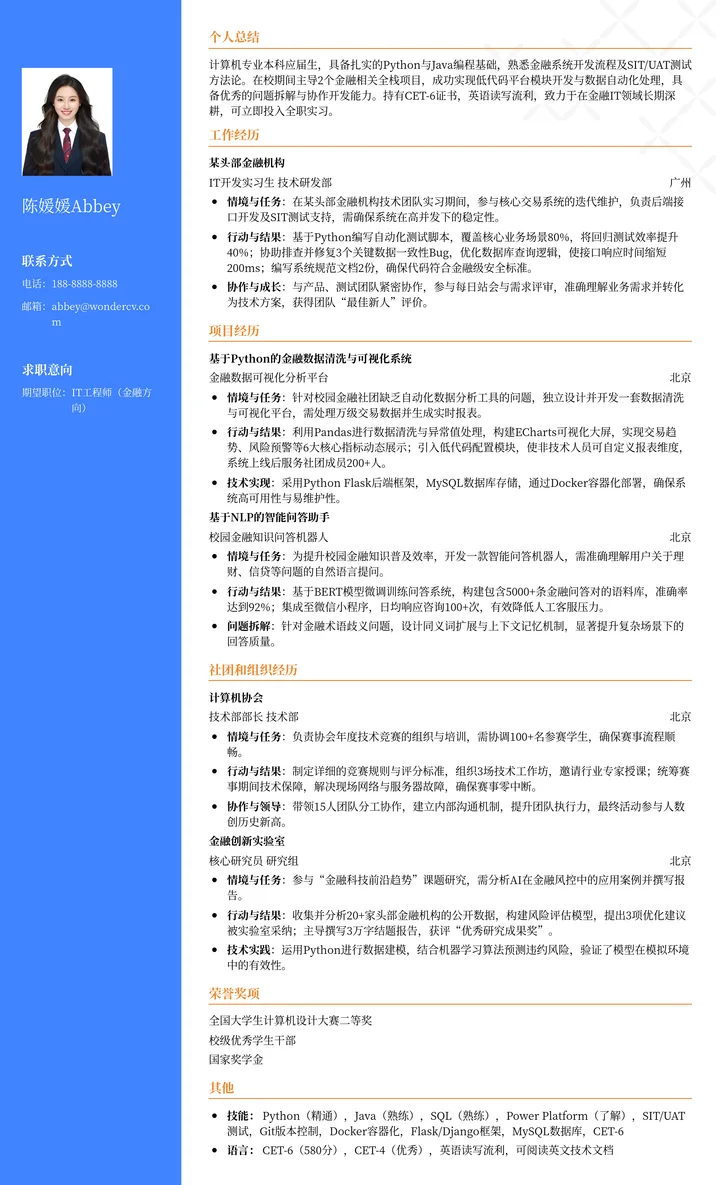 陈媛媛Abbey
联系方式
电话：188-8888-8888
邮箱：abbey@wondercv.co
m
求职意向
期望职位：IT工程师（金融方
向）
个人总结
计算机专业本科应届生，具备扎实的Python与Java编程基础，熟悉金融系统开发流程及SIT/UAT测试
方法论。在校期间主导2个金融相关全栈项目，成功实现低代码平台模块开发与数据自动化处理，具
备优秀的问题拆解与协作开发能力。持有CET-6证书，英语读写流利，致力于在金融IT领域长期深
耕，可立即投入全职实习。
工作经历
某头部金融机构
IT开发实习生 技术研发部 广州
• 情境与任务：在某头部金融机构技术团队实习期间，参与核心交易系统的迭代维护，负责后端接
口开发及SIT测试支持，需确保系统在高并发下的稳定性。
• 行动与结果：基于Python编写自动化测试脚本，覆盖核心业务场景80%，将回归测试效率提升
40%；协助排查并修复3个关键数据一致性Bug，优化数据库查询逻辑，使接口响应时间缩短
200ms；编写系统规范文档2份，确保代码符合金融级安全标准。
• 协作与成长：与产品、测试团队紧密协作，参与每日站会与需求评审，准确理解业务需求并转化
为技术方案，获得团队“最佳新人”评价。
项目经历
基于Python的金融数据清洗与可视化系统
金融数据可视化分析平台 北京
• 情境与任务：针对校园金融社团缺乏自动化数据分析工具的问题，独立设计并开发一套数据清洗
与可视化平台，需处理万级交易数据并生成实时报表。
• 行动与结果：利用Pandas进行数据清洗与异常值处理，构建ECharts可视化大屏，实现交易趋
势、风险预警等6大核心指标动态展示；引入低代码配置模块，使非技术人员可自定义报表维度，
系统上线后服务社团成员200+人。
• 技术实现：采用Python Flask后端框架，MySQL数据库存储，通过Docker容器化部署，确保系
统高可用性与易维护性。
基于NLP的智能问答助手
校园金融知识问答机器人 北京
• 情境与任务：为提升校园金融知识普及效率，开发一款智能问答机器人，需准确理解用户关于理
财、信贷等问题的自然语言提问。
• 行动与结果：基于BERT模型微调训练问答系统，构建包含5000+条金融问答对的语料库，准确率
达到92%；集成至微信小程序，日均响应咨询100+次，有效降低人工客服压力。
• 问题拆解：针对金融术语歧义问题，设计同义词扩展与上下文记忆机制，显著提升复杂场景下的
回答质量。
社团和组织经历
计算机协会
技术部部长 技术部 北京
• 情境与任务：负责协会年度技术竞赛的组织与培训，需协调100+名参赛学生，确保赛事流程顺
畅。
• 行动与结果：制定详细的竞赛规则与评分标准，组织3场技术工作坊，邀请行业专家授课；统筹赛
事期间技术保障，解决现场网络与服务器故障，确保赛事零中断。
• 协作与领导：带领15人团队分工协作，建立内部沟通机制，提升团队执行力，最终活动参与人数
创历史新高。
金融创新实验室
核心研究员 研究组 北京
• 情境与任务：参与“金融科技前沿趋势”课题研究，需分析AI在金融风控中的应用案例并撰写报
告。
• 行动与结果：收集并分析20+家头部金融机构的公开数据，构建风险评估模型，提出3项优化建议
被实验室采纳；主导撰写3万字结题报告，获评“优秀研究成果奖”。
• 技术实践：运用Python进行数据建模，结合机器学习算法预测违约风险，验证了模型在模拟环境
中的有效性。
荣誉奖项
全国大学生计算机设计大赛二等奖
校级优秀学生干部
国家奖学金
其他
• 技能： Python（精通），Java（熟练），SQL（熟练），Power Platform（了解），SIT/UAT
测试，Git版本控制，Docker容器化，Flask/Django框架，MySQL数据库，CET-6
• 语言： CET-6（580分），CET-4（优秀），英语读写流利，可阅读英文技术文档